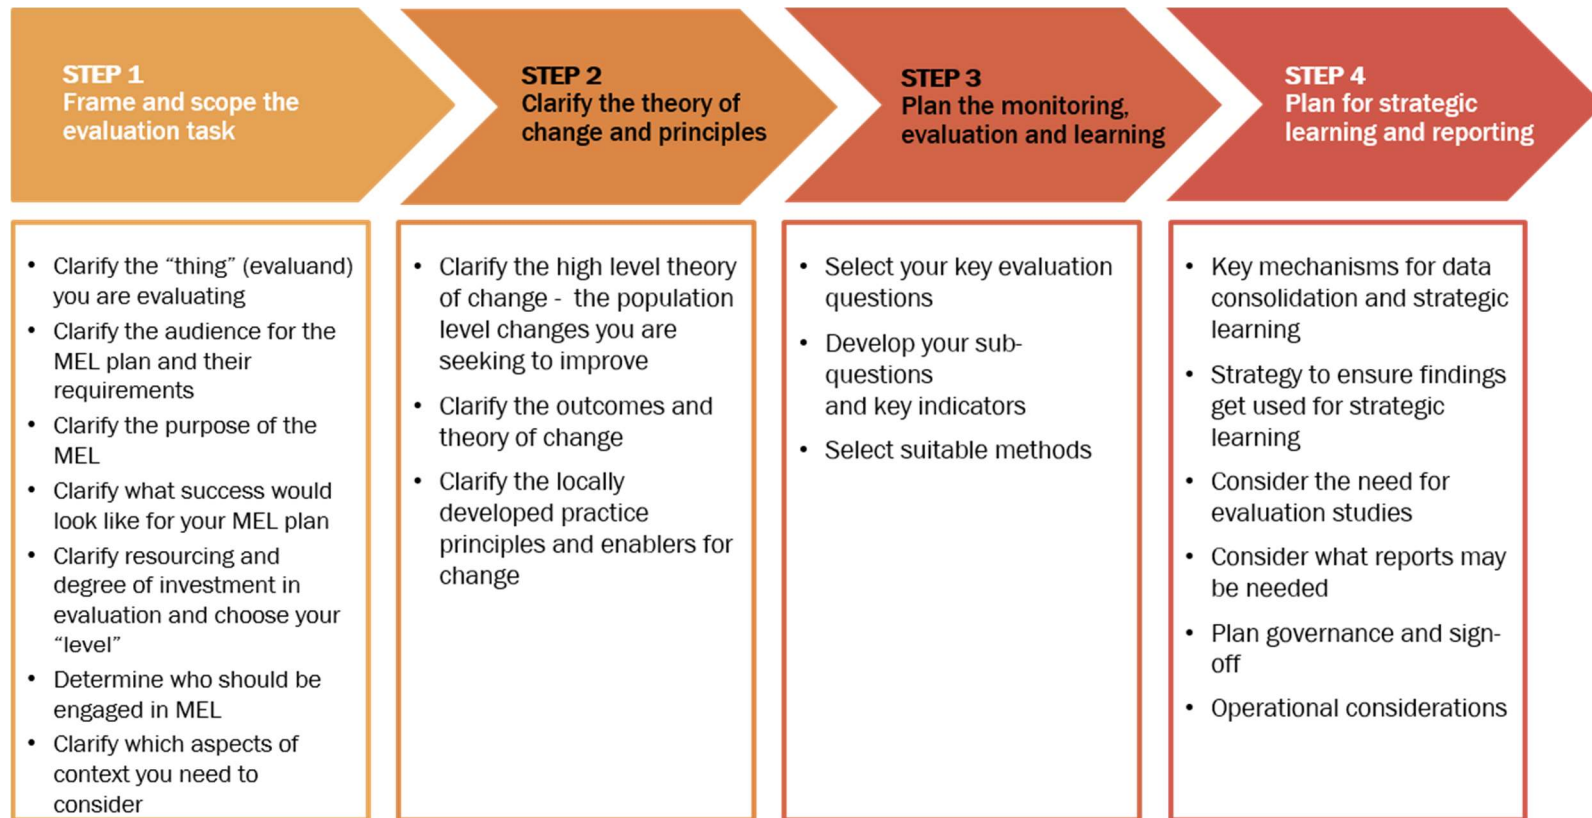 STEP 1
Frame and scope the
evaluation task
STEP 2
Clarify the theory of
change and principles
STEP 3
Plan the monitoring,
evaluation and learning
STEP 4
Plan for strategic
learning and reporting
• Clarify the “thing” (evaluand)
you are evaluating
• Clarify the audience for the
MEL plan and their
requirements
• Clarify the purpose of the
MEL
• Clarify what success would
look like for your MEL plan
• Clarify resourcing and
degree of investment in
evaluation and choose your
“level”
• Determine who should be
engaged in MEL
• Clarify which aspects of
context you need to
consider
• Clarify the high level theory
of change - the population
level changes you are
seeking to improve
• Clarify the outcomes and
theory of change
• Clarify the locally
developed practice
principles and enablers for
change
• Select your key evaluation
questions
• Develop your sub-
questions
and key indicators
• Select suitable methods
• Key mechanisms for data
consolidation and strategic
learning
• Strategy to ensure findings
get used for strategic
learning
• Consider the need for
evaluation studies
• Consider what reports may
be needed
• Plan governance and sign-
off
• Operational considerations